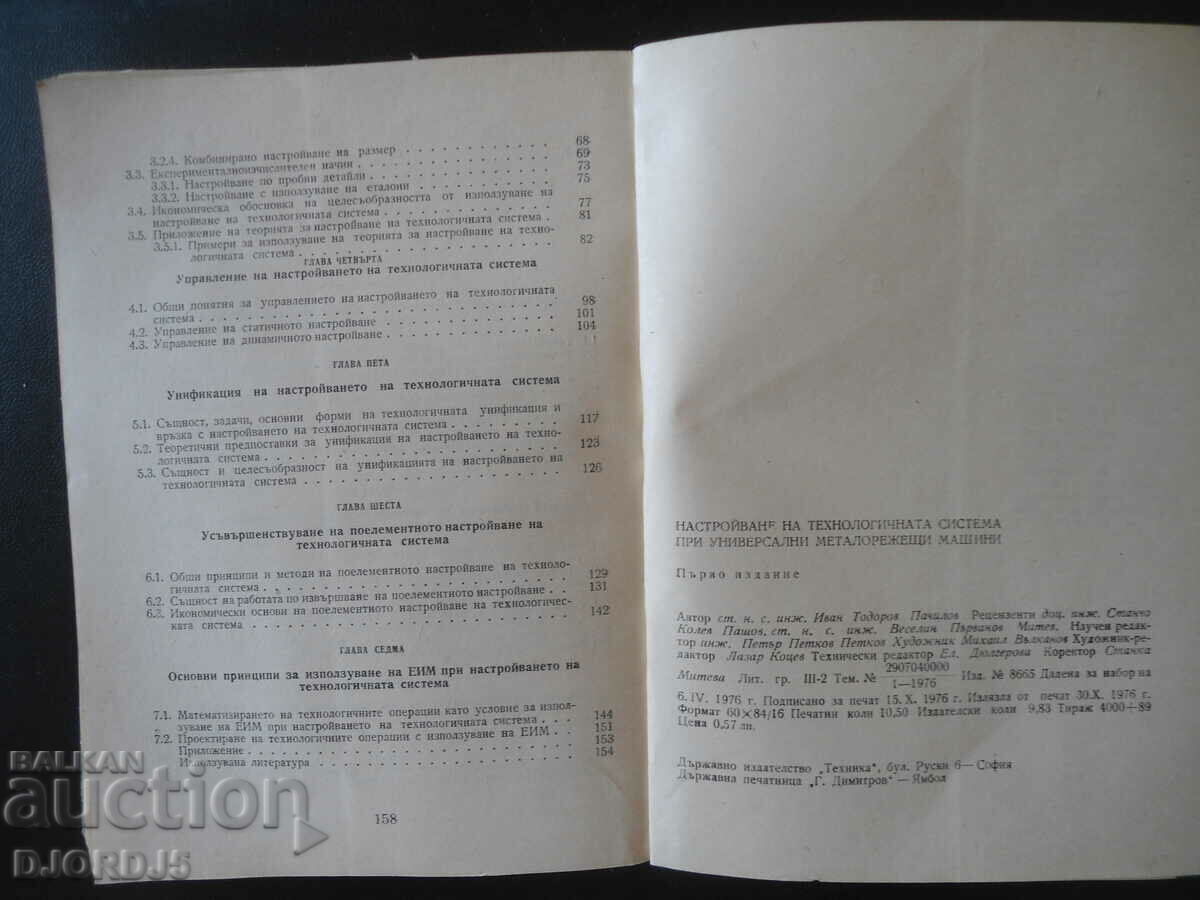 3.2.4. Комбинирано настройване на размер . . . . . . . . . . . . 68
3.3. Експерименталноизчислителен начин . . . . . . . . . . . . 69
3.3.1. Настройване по пробни детайли . . . . . . . . . . . . 73
3.3.2. Настройване с използуване на еталони . . . . . . . . . . 75
3.4. Икономическа обосновка на целесъобразността от използуване на
настройване на технологичната система . . . . . . . . . . . . 77
3.5. Приложение на теорията за настройване на технологичната система . 81
3.5.1. Примери за използуване на теорията за настройване на техно-
логичната система . . . . . . . . . . . . 82
ГЛАВА ЧЕТВЪРТА
Управление на настройването на технологичната система
4.1. Общи понятия за управлението на настройването на технологичната
система . . . . . . . . . . . . 98
4.2. Управление на статичното настройване . . . . . . . . . . . . 101
4.3. Управление на динамичното настройване . . . . . . . . . . . . 104
ГЛАВА ПЕТА
Унификация на настройването на технологичната система
5.1. Същност, задачи, основни форми на технологичната унификация и
връзка с настройването на технологичната система . . . . . . . . 117
5.2. Теоретични предпоставки за унификация на настройването на техно-
логичната система . . . . . . . . . . . . 123
5.3. Същност и целесъобразност на унификацията на настройването на
технологичната система . . . . . . . . . . . . 126
ГЛАВА ШЕСТА
Усъвършенствуване на поелементното настройване на
технологичната система
6.1. Общи принципи и методи на поелементното настройване на техноло-
гичната система . . . . . . . . . . . . 129
6.2. Същност на работата по извършване на поелементното настройване . . 131
6.3. Икономически основи на поелементното настройване на технологичес-
ката система . . . . . . . . . . . . 142
ГЛАВА СЕДМА
Основни принципи за използуване на ЕИМ при настройването на
технологичната система
7.1. Математизирането на технологичните операции като условие за изпол-
зуване на ЕИМ при настройването на технологичната система . . . 144
7.2. Проектиране на технологичните операции с използуване на ЕИМ . . 151
Приложение . . . . . . . . . . . . 153
Използувана литература . . . . . . . . . . . . 154
158
НАСТРОЙВАНЕ НА ТЕХНОЛОГИЧНАТА СИСТЕМА
ПРИ УНИВЕРСАЛНИ МЕТАЛОРЕЖЕЩИ МАШИНИ
Първо издание
Автор ст. н. с. инж. Иван Тодоров Пачилов Рецензенти доц. инж. Станчо
Колев Пашов, ст. н. с. инж. Веселин Първанов Митев. Научен редак-
тор инж. Петър Петков Петков Художник Михаил Вълканов Художник-ре-
дактор Лазар Коцев Технически редактор Ел. Дюлгерова Коректор Станка
Митева Лит. гр. III-2 Тем. № 2907040000/1—1976 Изд. № 8665 Дадена за набор на
6. IV. 1976 г. Подписано за печат 15. X. 1976 г. Излязла от печат 30.X. 1976 г.
Формат 60×84/16 Печатни коли 10,50 Издателски коли 9,83 Тираж 4000+89
Цена 0,57 лв.
Държавно издателство „Техника“, бул. Руски 6 — София
Държавна печатница „Г. Димитров“ — Ямбол
BALKAN
auction
DJORDJ5